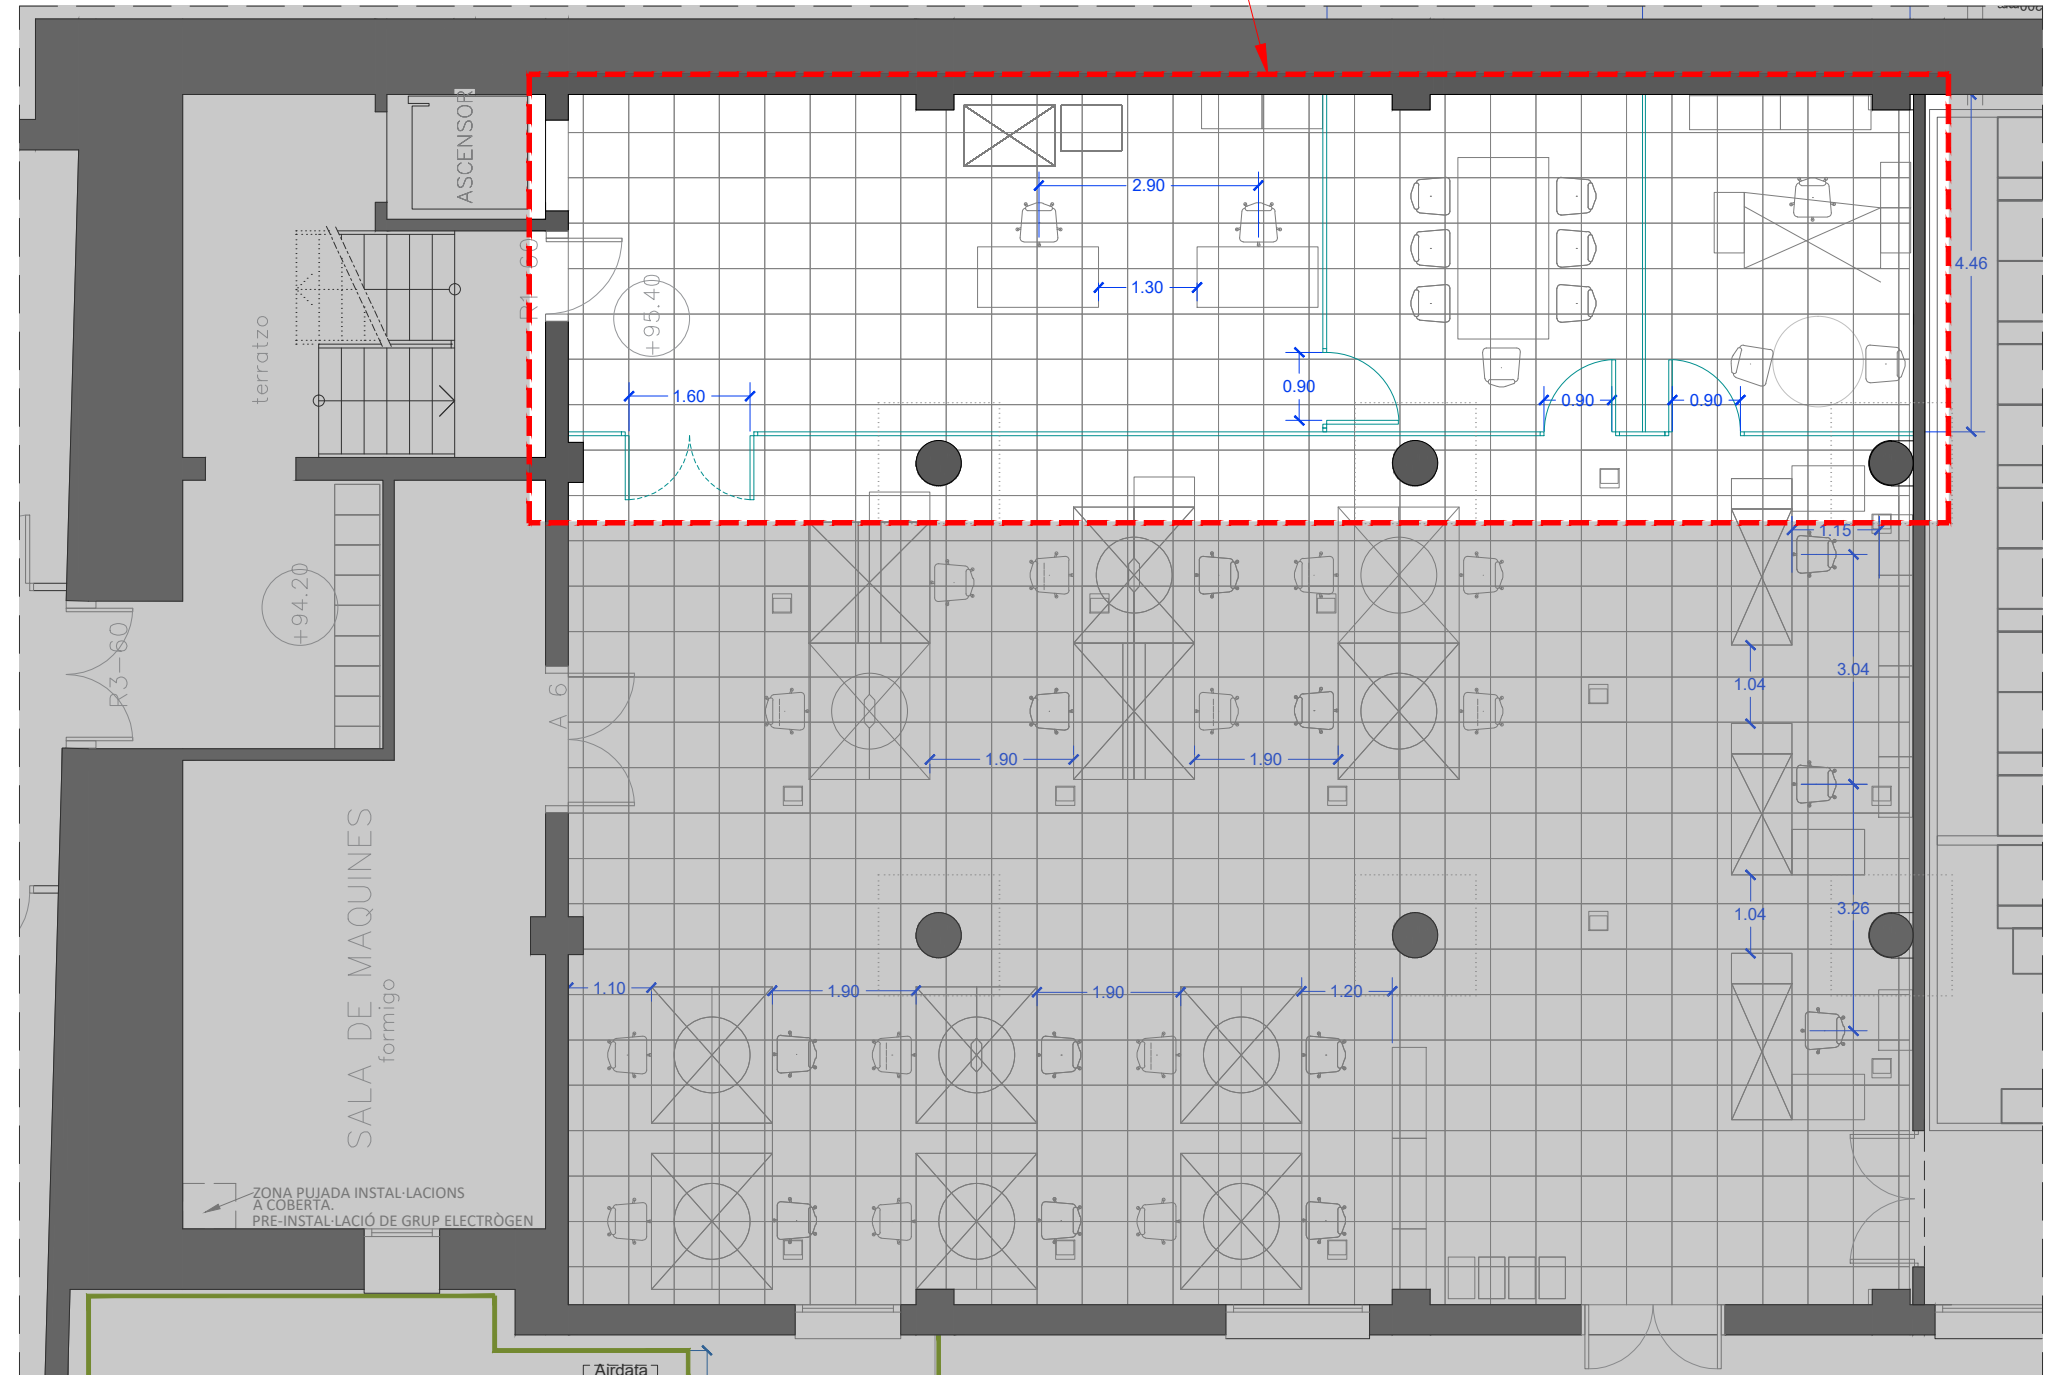 ASCENSOR
2.90
4.46
R1 60
+95.40
1.30
terratzo
1.60
0.90
0.90
0.90
1.15
+94.20
R3-60
3.04
1.04
A 6
1.90
1.90
SALA DE MAQUINES
formigo
1.04
3.26
1.10
1.90
1.90
1.20
ZONA PUJADA INSTAL·LACIONS
A COBERTA.
PRE-INSTAL·LACIÓ DE GRUP ELECTRÒGEN
Airdata